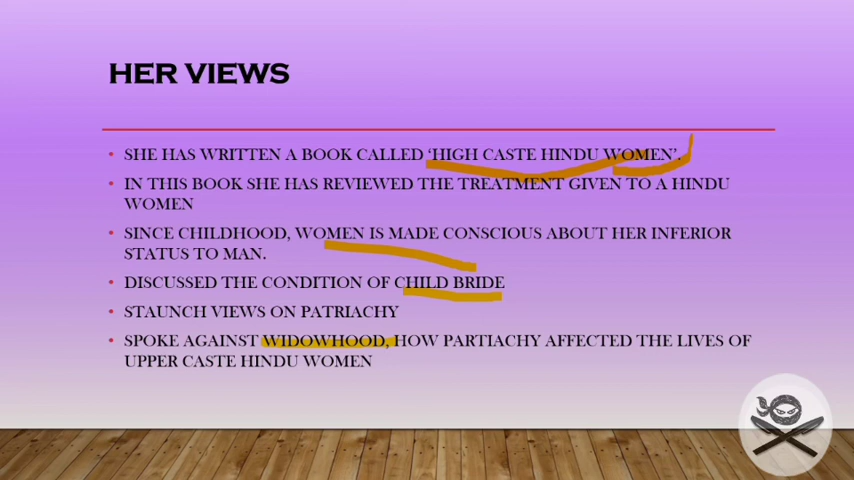 HER VIEWS
• SHE HAS WRITTEN A BOOK CALLED ‘HIGH CASTE HINDU WOMEN’.
• IN THIS BOOK SHE HAS REVIEWED THE TREATMENT GIVEN TO A HINDU
WOMEN
• SINCE CHILDHOOD, WOMEN IS MADE CONSCIOUS ABOUT HER INFERIOR
STATUS TO MAN.
• DISCUSSED THE CONDITION OF CHILD BRIDE
• STAUNCH VIEWS ON PATRIACHY
• SPOKE AGAINST WIDOWHOOD, HOW PARTIACHY AFFECTED THE LIVES OF
UPPER CASTE HINDU WOMEN